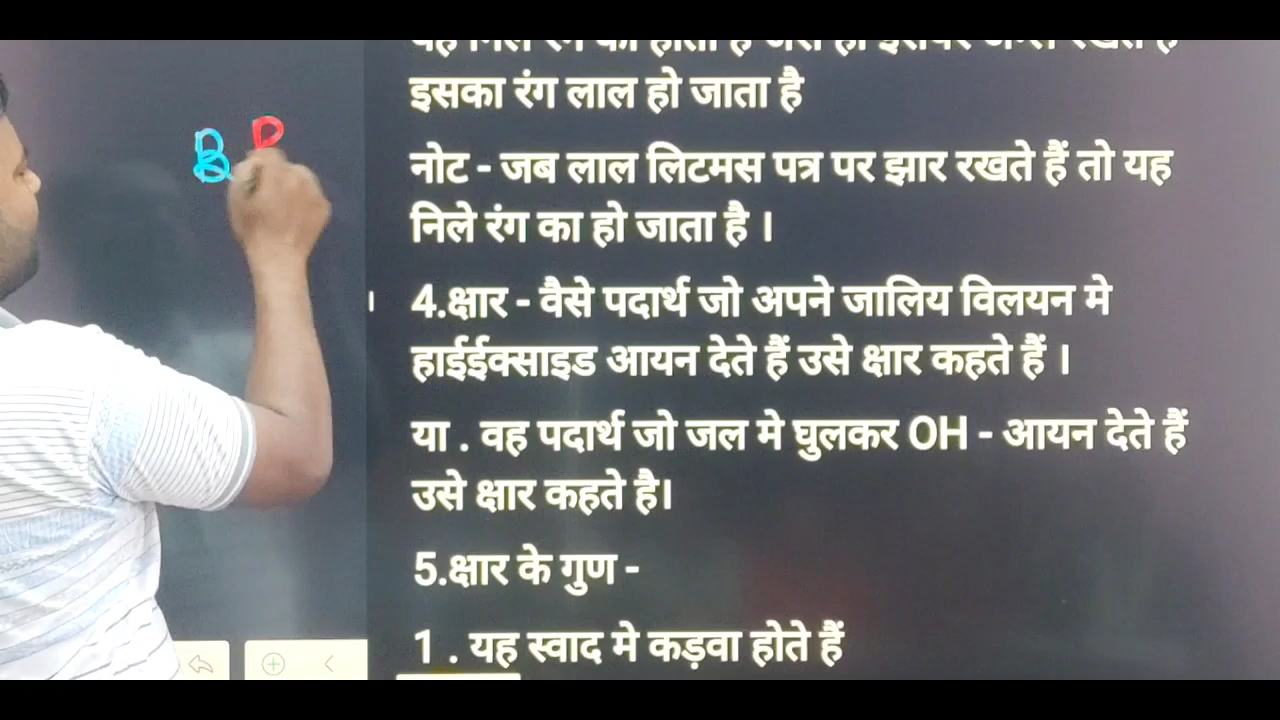 इसका रंग लाल हो जाता है
नोट - जब लाल लिटमस पत्र पर झार रखते हैं तो यह
निले रंग का हो जाता है ।
4.क्षार - वैसे पदार्थ जो अपने जालिय विलयन मे
हाईईक्साइड आयन देते हैं उसे क्षार कहते हैं ।
या . वह पदार्थ जो जल मे घुलकर OH - आयन देते हैं
उसे क्षार कहते है।
5.क्षार के गुण -
1 . यह स्वाद मे कड़वा होते हैं